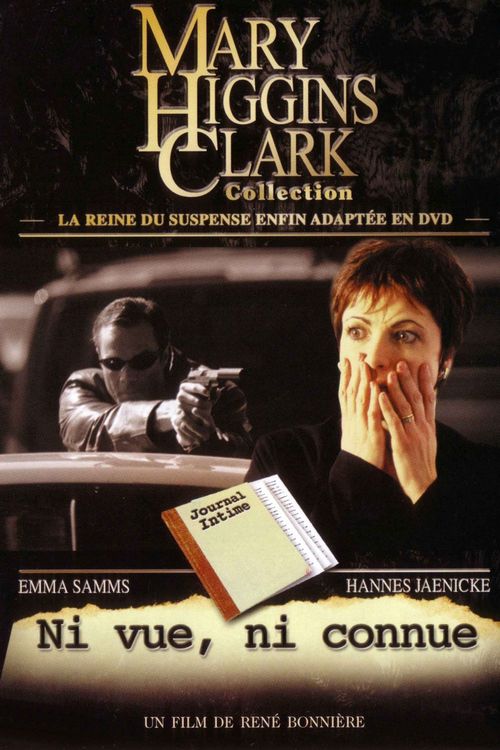 MARY
HIGGINS
CLARK
Collection
LA REINE DU SUSPENSE ENFIN ADAPTÉE EN DVD
Journal
Intime
EMMA SAMMS
HANNES JAENICKE
Ni vue, ni connue
UN FILM DE RENÉ BONNIÈRE